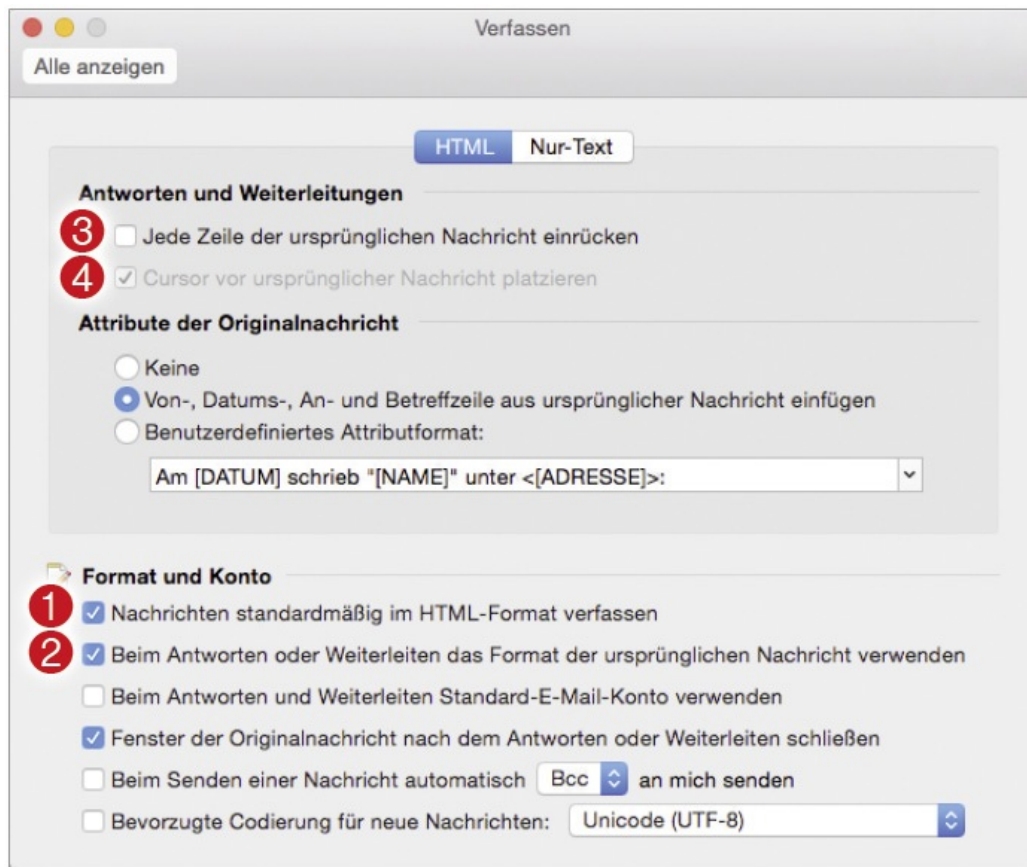 Verfassen
Alle anzeigen
HTML Nur-Text
Antworten und Weiterleitungen
3 Jede Zeile der ursprünglichen Nachricht einrücken
4 Cursor vor ursprünglicher Nachricht platzieren
Attribute der Originalnachricht
Keine
Von-, Datums-, An- und Betreffzeile aus ursprünglicher Nachricht einfügen
Benutzerdefiniertes Attributformat:
Am [DATUM] schrieb "[NAME]" unter <[ADRESSE]>:
Format und Konto
1 Nachrichten standardmäßig im HTML-Format verfassen
2 Beim Antworten oder Weiterleiten das Format der ursprünglichen Nachricht verwenden
Beim Antworten und Weiterleiten Standard-E-Mail-Konto verwenden
Fenster der Originalnachricht nach dem Antworten oder Weiterleiten schließen
Beim Senden einer Nachricht automatisch Bcc an mich senden
Bevorzugte Codierung für neue Nachrichten: Unicode (UTF-8)